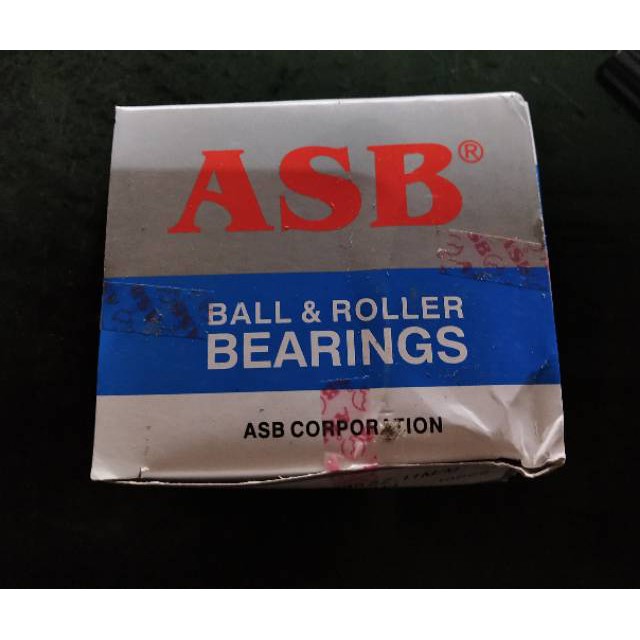 ASB®
BALL & ROLLER
BEARINGS
ASB CORPORATION